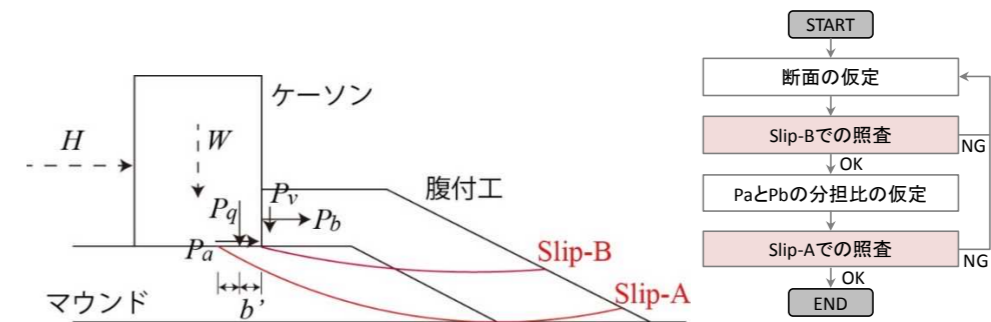 ケーソン
H
W
腹付工
Pq
Pv
Pb
Pa
Slip-B
Slip-A
マウンド
b'
START
断面の仮定
Slip-Bでの照査
NG
OK
PaとPbの分担比の仮定
Slip-Aでの照査
NG
OK
END